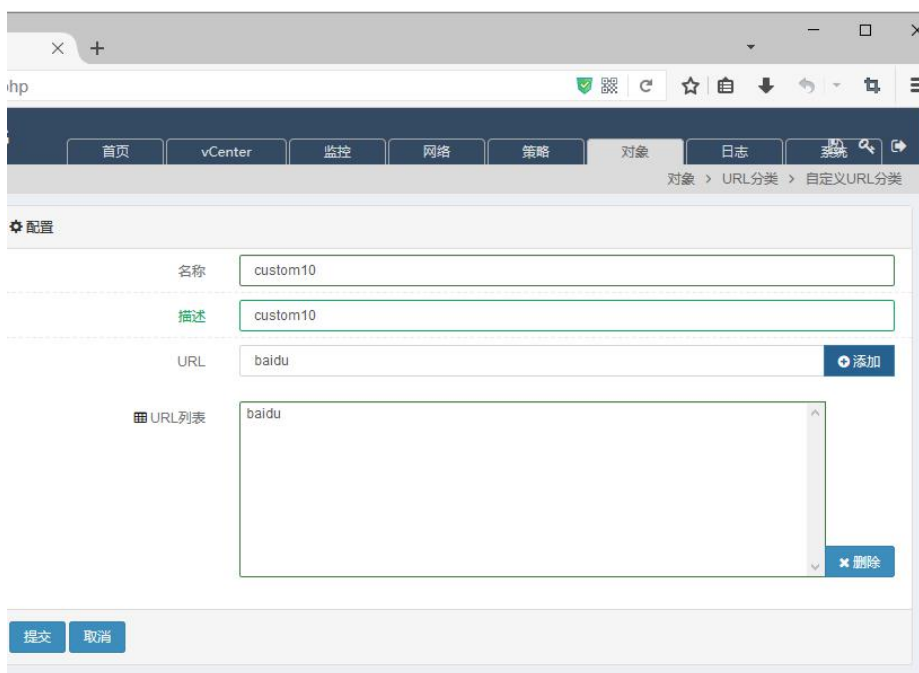 hp
首页 vCenter 监控 网络 策略 对象 日志 系统
对象 > URL分类 > 自定义URL分类
配置
名称 custom10
描述 custom10
URL baidu 添加
URL列表 baidu
删除
提交 取消